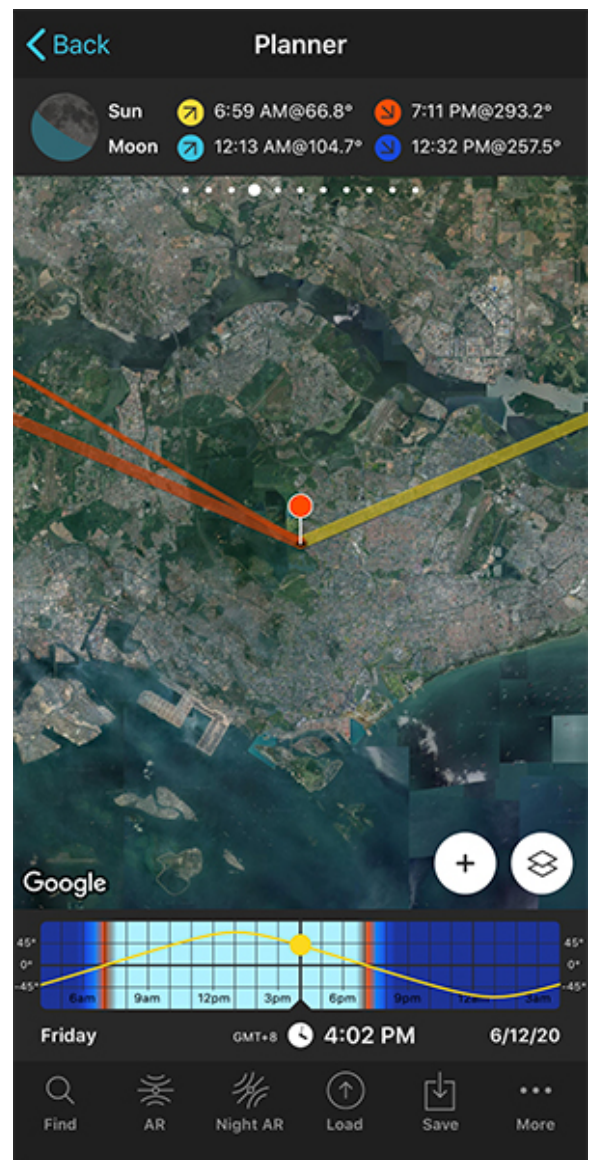 Back Planner
Sun 6:59 AM@66.8° 7:11 PM@293.2°
Moon 12:13 AM@104.7° 12:32 PM@257.5°
+
Google
45° 45°
0° 0°
-45° -45°
6am 9am 12pm 3pm 6pm 9pm 12am 3am
Friday GMT+8 4:02 PM 6/12/20
Find AR Night AR Load Save More